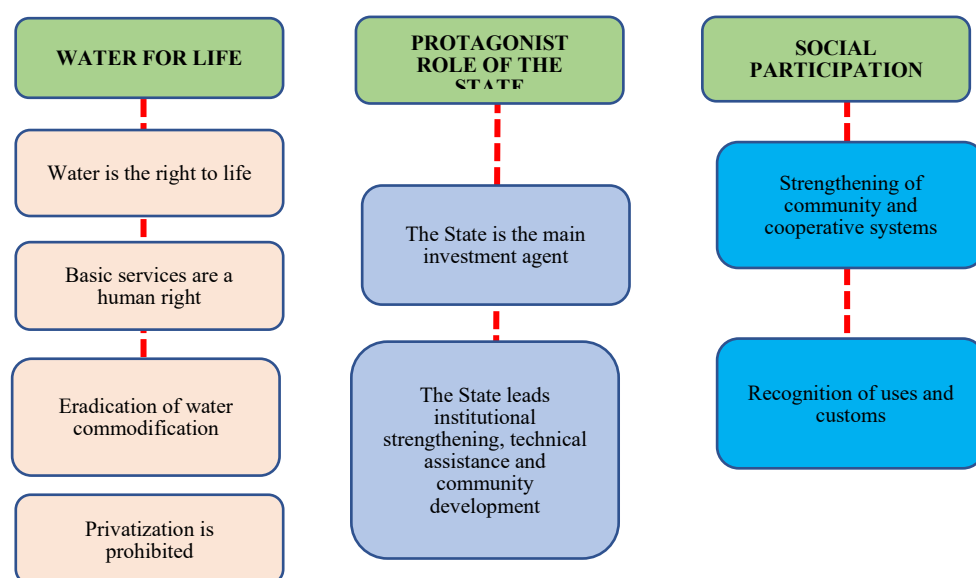 WATER FOR LIFE
Water is the right to life
Basic services are a
human right
Eradication of water
commodification
Privatization is
prohibited
PROTAGONIST
ROLE OF THE
STATE
The State is the main
investment agent
The State leads
institutional
strengthening, technical
assistance and
community
development
SOCIAL
PARTICIPATION
Strengthening of
community and
cooperative systems
Recognition of uses and
customs